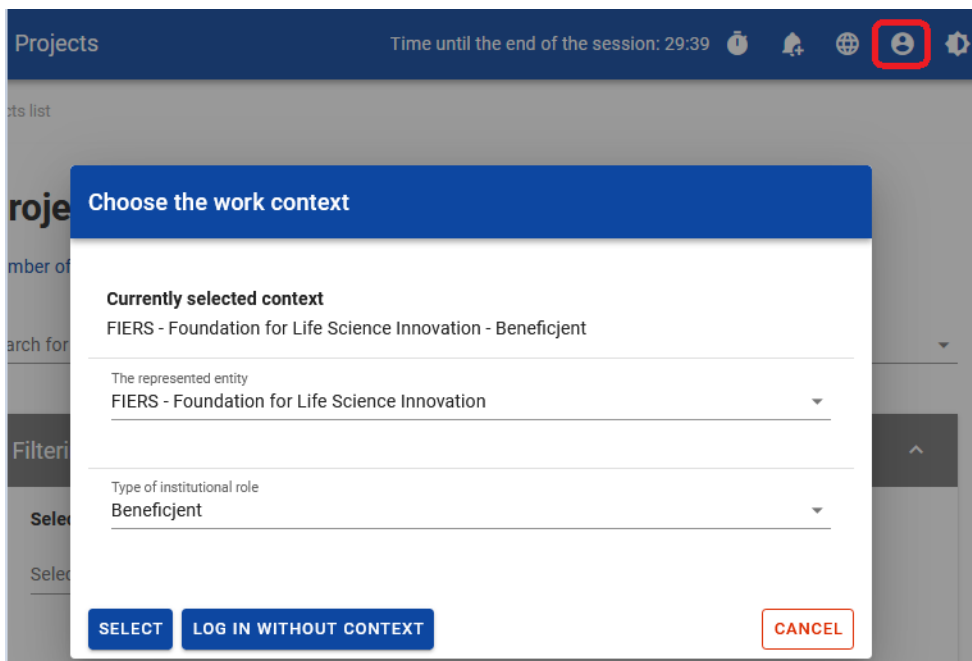 Projects
Time until the end of the session: 29:39
cts list
roje
Choose the work context
mber of
Currently selected context
FIERS - Foundation for Life Science Innovation - Beneficjent
arch for
The represented entity
FIERS - Foundation for Life Science Innovation
Filteri
Type of institutional role
Beneficjent
Selec
Selec
SELECT
LOG IN WITHOUT CONTEXT
CANCEL